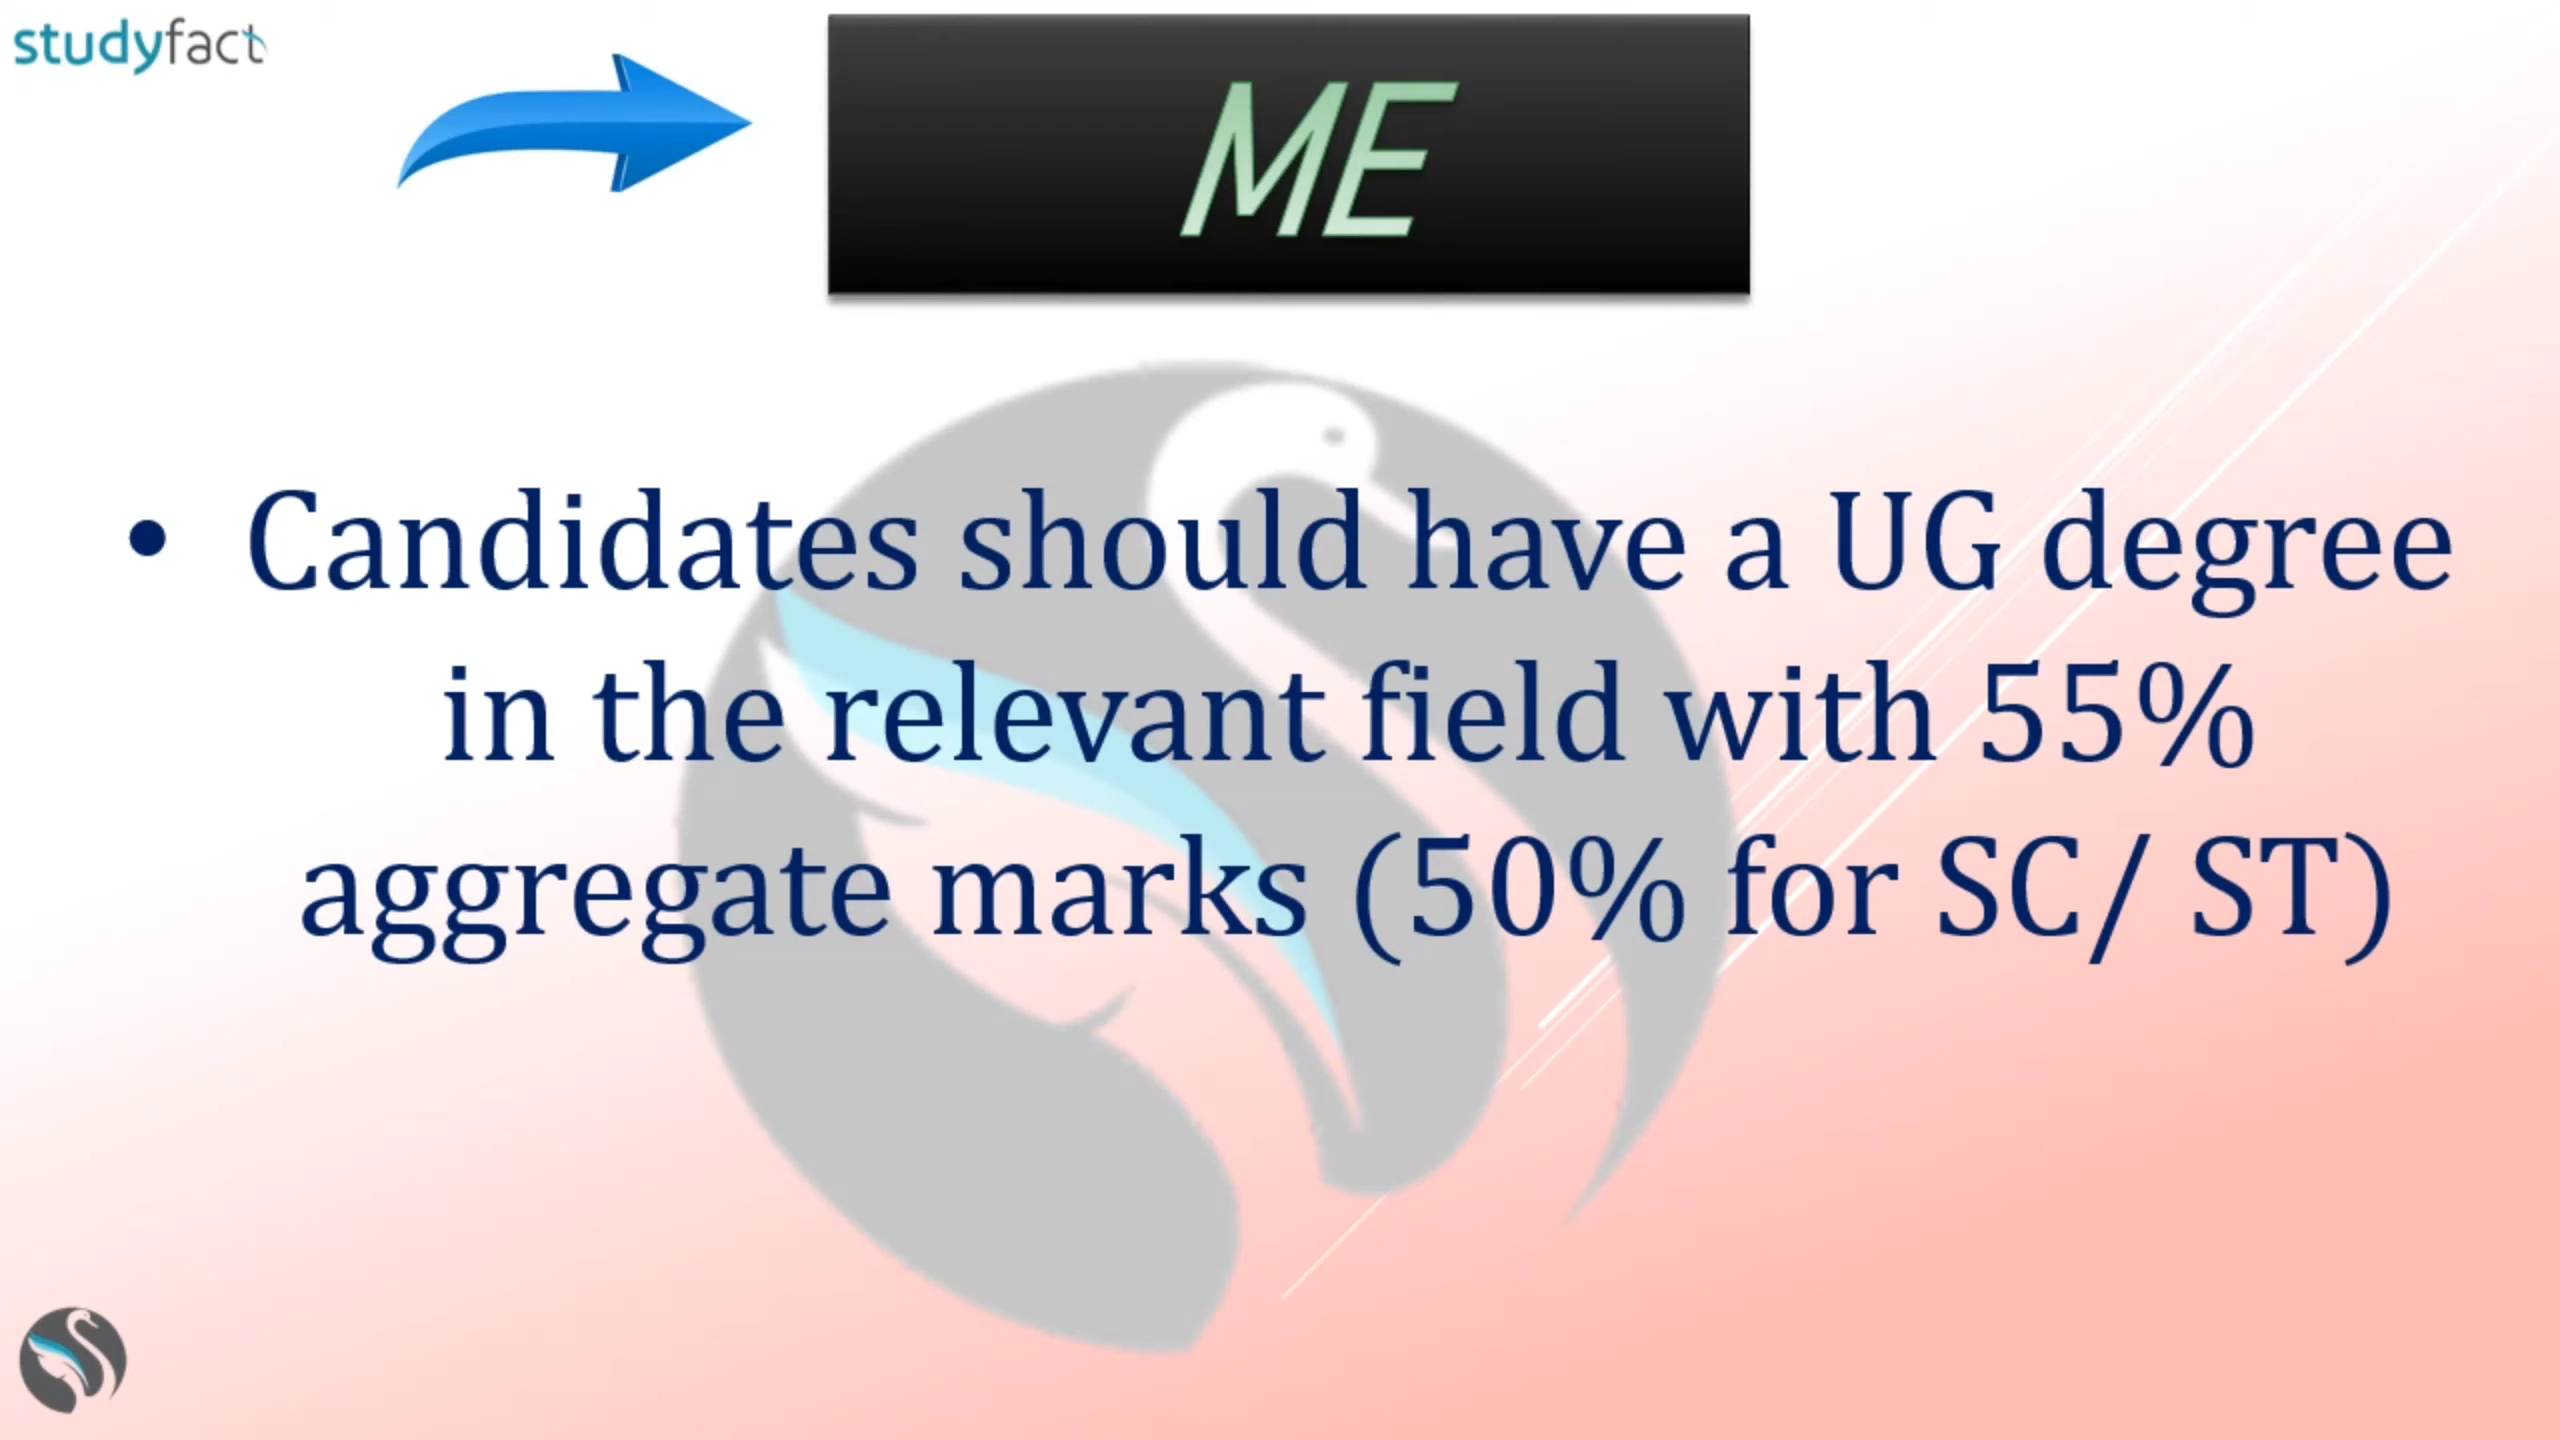 studyfact
ME
• Candidates should have a UG degree
in the relevant field with 55%
aggregate marks (50% for SC/ ST)